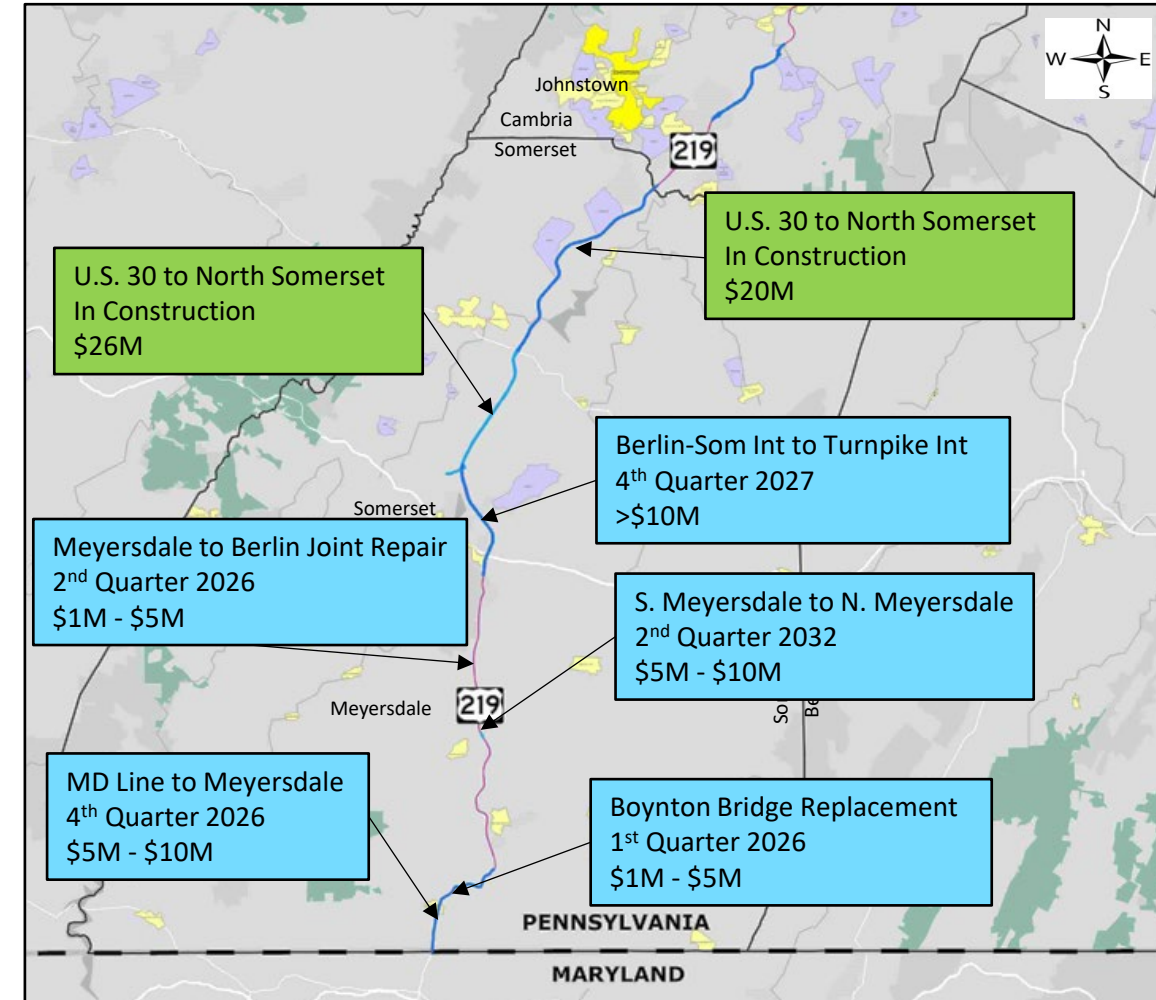 N
W E
S
Johnstown
Cambria
Somerset
219
U.S. 30 to North Somerset
In Construction
$20M
U.S. 30 to North Somerset
In Construction
$26M
Berlin-Som Int to Turnpike Int
4th Quarter 2027
>$10M
Somerset
Meyersdale to Berlin Joint Repair
2nd Quarter 2026
$1M - $5M
S. Meyersdale to N. Meyersdale
2nd Quarter 2032
$5M - $10M
Meyersdale
219
So
Be
MD Line to Meyersdale
4th Quarter 2026
$5M - $10M
Boynton Bridge Replacement
1st Quarter 2026
$1M - $5M
PENNSYLVANIA
MARYLAND